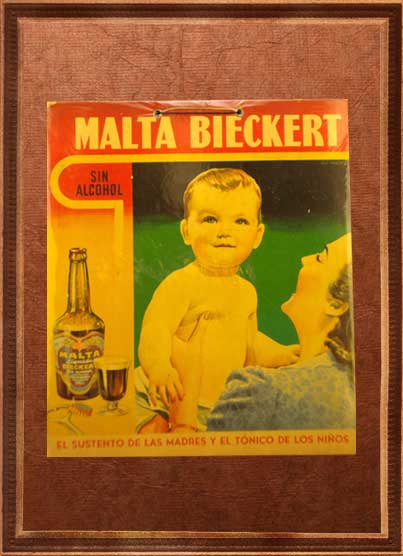 MALTA BIECKERT
SIN
ALCOHOL
MALTA
BIECKERT
EL SUSTENTO DE LAS MADRES Y EL TÓNICO DE LOS NIÑOS